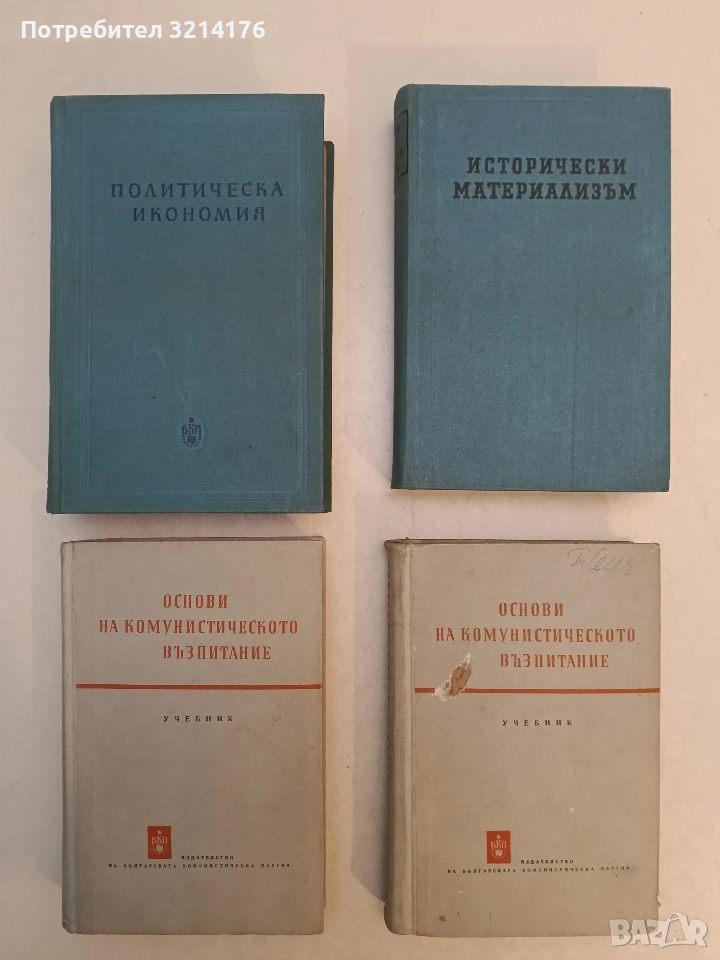 Потребител 3214176
ПОЛИТИЧЕСКА
ИКОНОМИЯ
БКП
ИСТОРИЧЕСКИ
МАТЕРИАЛИЗЪМ
ОСНОВИ
НА КОМУНИСТИЧЕСКОТО
ВЪЗПИТАНИЕ
УЧЕБНИК
БКП
ИЗДАТЕЛСТВО
НА БЪЛГАРСКАТА КОМУНИСТИЧЕСКА ПАРТИЯ
ОСНОВИ
НА КОМУНИСТИЧЕСКОТО
ВЪЗПИТАНИЕ
УЧЕБНИК
БКП
ИЗДАТЕЛСТВО
НА БЪЛГАРСКАТА КОМУНИСТИЧЕСКА ПАРТИЯ
BAZAR